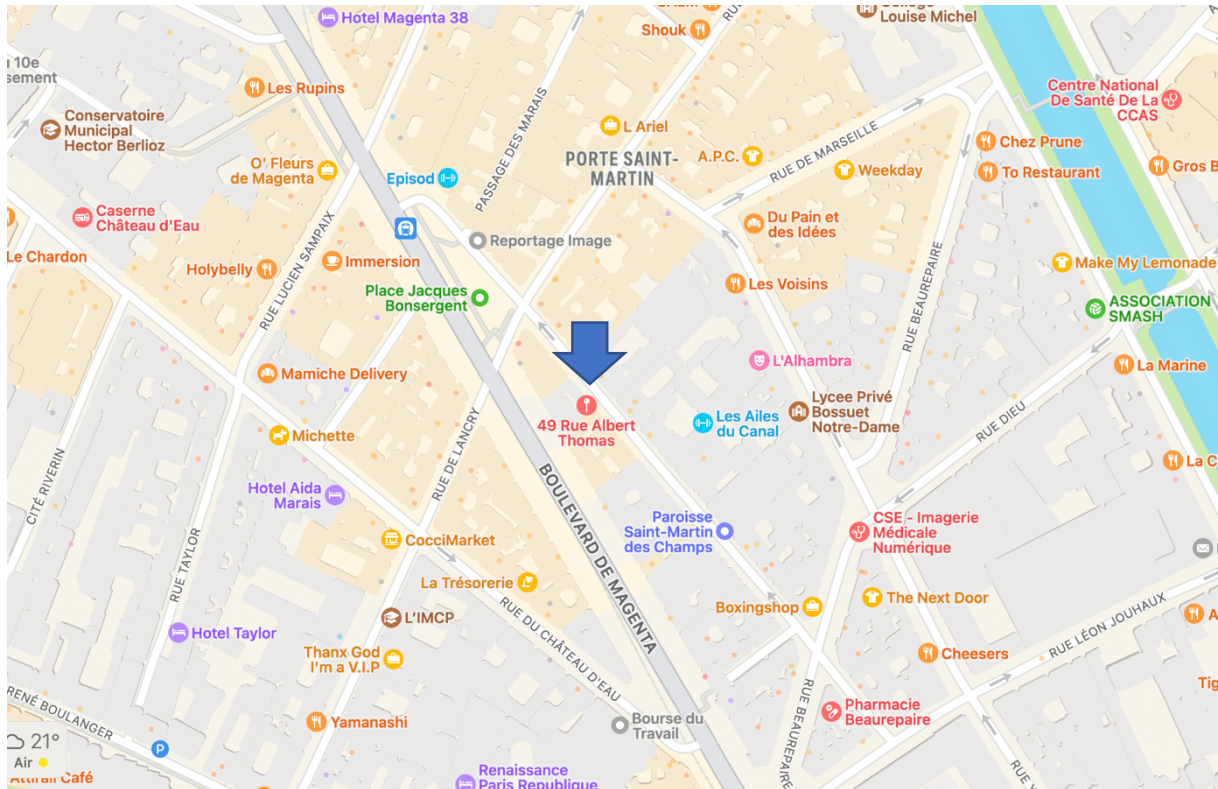 Hotel Magenta 38
Shouk
RU
Louise Michel
10e
sement
Les Rupins
Conservatoire
Municipal
Hector Berlioz
Centre National
De Santé De La
CCAS
L Ariel
PASSAGE DES MARAIS
PORTE SAINT-
MARTIN
A.P.C.
RUE DE MARSEILLE
Weekday
Chez Prune
To Restaurant
Gros B
O' Fleurs
de Magenta
Episod
Caserne
Château d'Eau
Le Chardon
RUE LUCIEN SAMPAIX
Holybelly
Immersion
Reportage Image
Du Pain et
des Idées
Les Voisins
Make My Lemonade
Place Jacques
Bonsergent
RUE BEAUREPAIRE
ASSOCIATION
SMASH
L'Alhambra
La Marine
Mamiche Delivery
49 Rue Albert
Thomas
Les Ailes
du Canal
Lycee Privé
Bossuet
Notre-Dame
RUE DIEU
Michette
RUE DE LANCRY
La C
CITÉ RIVERIN
Hotel Aida
Marais
BOULEVARD DE MAGENTA
Paroisse
Saint-Martin
des Champs
CSE - Imagerie
Médicale
Numérique
CocciMarket
RUE TAYLOR
La Trésorerie
RUE DU CHÂTEAU D'EAU
Boxingshop
The Next Door
L'IMCP
Hotel Taylor
RUE LÉON JOUHAUX
A
Thanx God
I'm a V.I.P
Cheesers
Tig
RENÉ BOULANGER
Yamanashi
Bourse du
Travail
RUE BEAUREPAIRE
Pharmacie
Beaurepaire
P
21°
Air
Attirail Café
Renaissance
Paris Republique
RUE Y